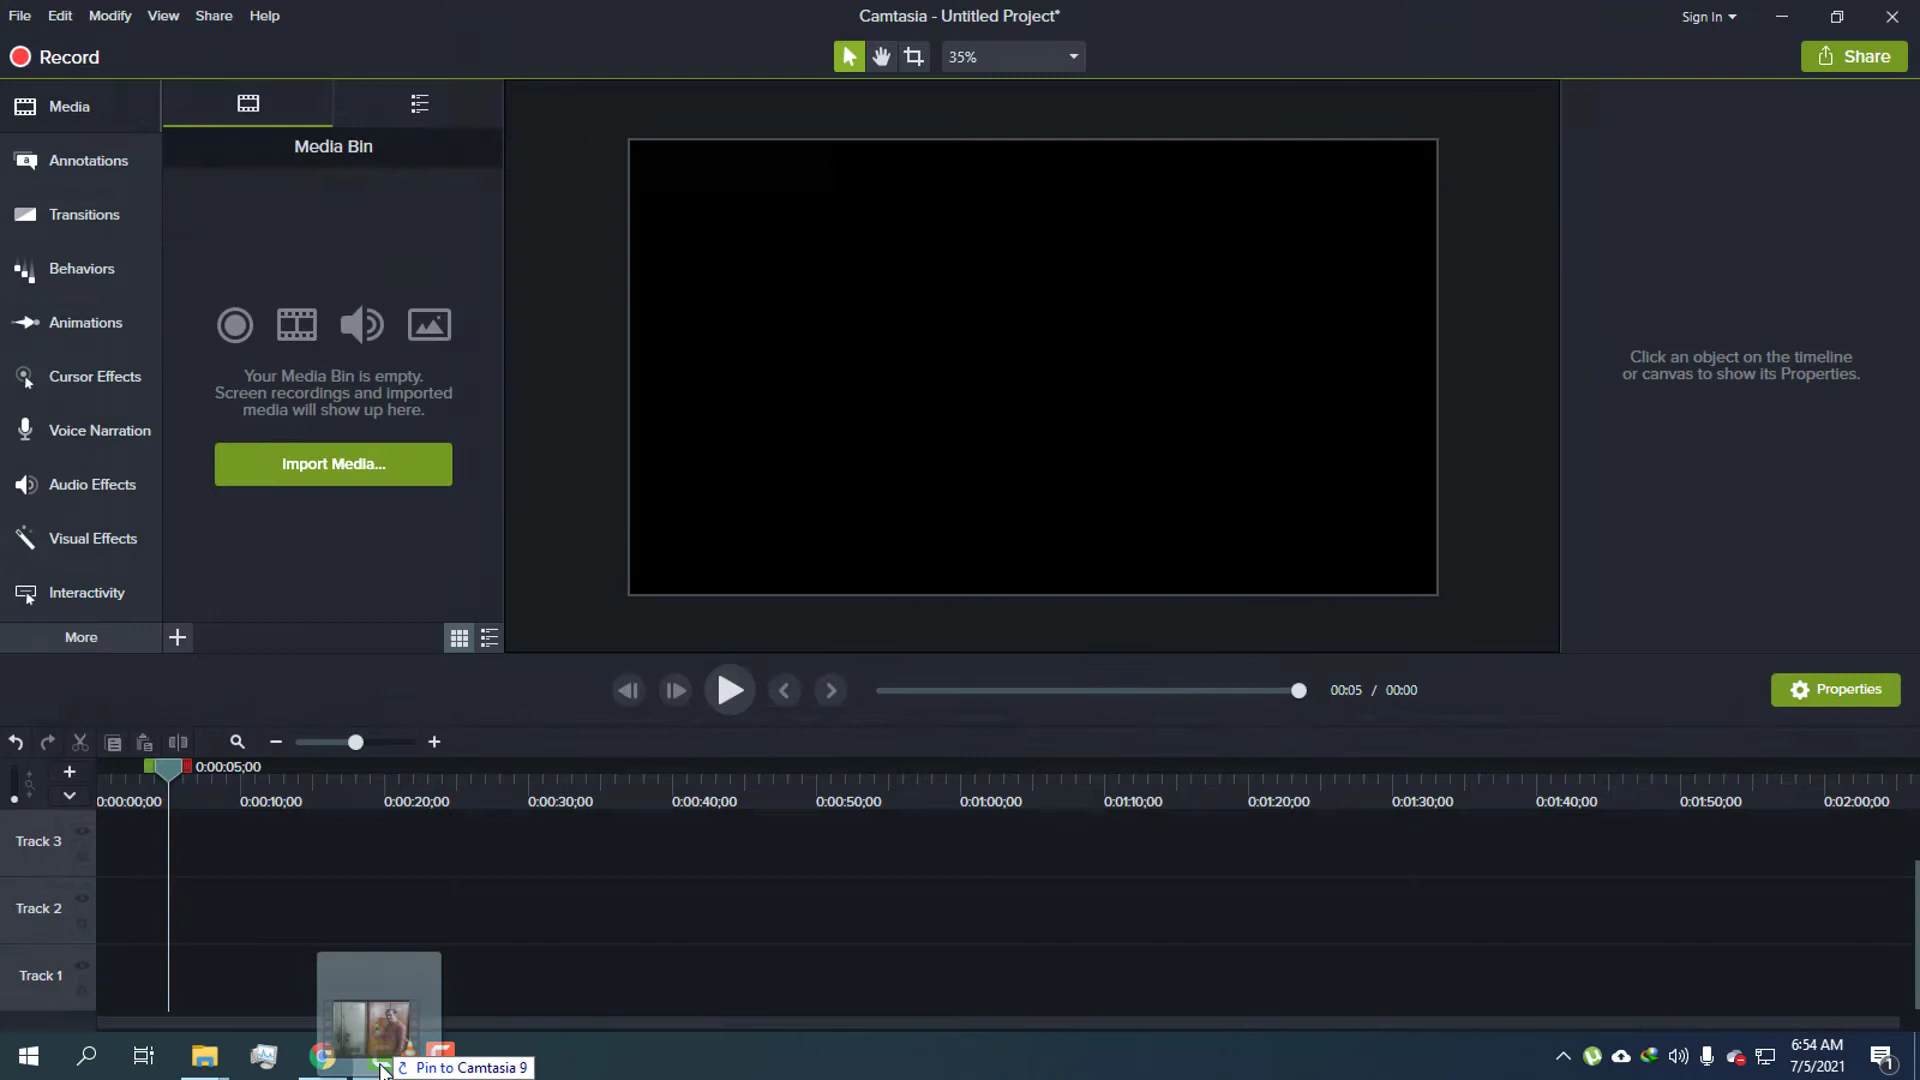 File Edit Modify View Share Help
Camtasia - Untitled Project*
Sign In
Record
35%
Share
Media
Annotations
Transitions
Behaviors
Animations
Cursor Effects
Voice Narration
Audio Effects
Visual Effects
Interactivity
More
Media Bin
Your Media Bin is empty.
Screen recordings and imported
media will show up here.
Import Media...
Click an object on the timeline
or canvas to show its Properties.
00:05 / 00:00
Properties
0:00:05;00
0:00:00;00 0:00:10;00 0:00:20;00 0:00:30;00 0:00:40;00 0:00:50;00 0:01:00;00 0:01:10;00 0:01:20;00 0:01:30;00 0:01:40;00 0:01:50;00 0:02:00;00
Track 3
Track 2
Track 1
Pin to Camtasia 9
6:54 AM
7/5/2021
1